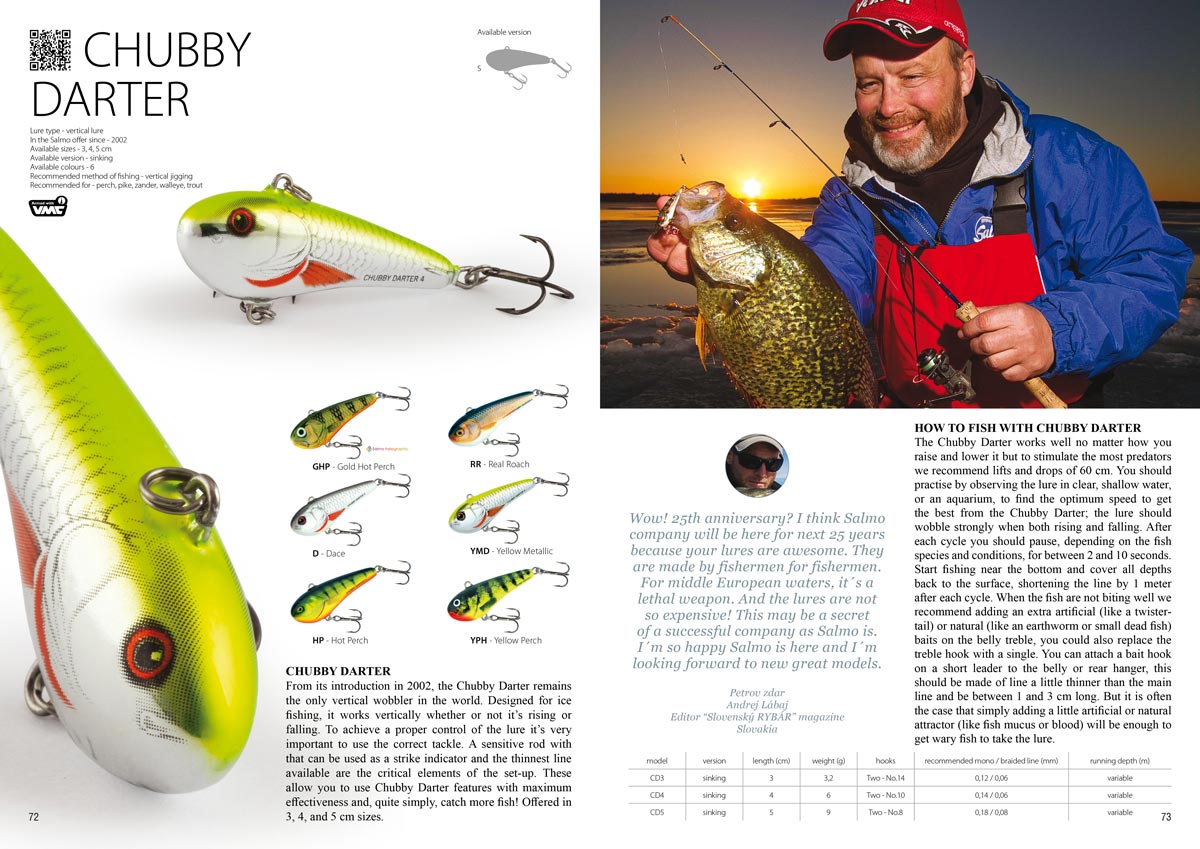 CHUBBY
DARTER
Lure type - vertical lure
In the Salmo offer since - 2002
Available sizes - 3, 4, 5 cm
Available version - sinking
Available colours - 6
Recommended method of fishing - vertical jigging
Recommended for - perch, pike, zander, walleye, trout
Armed with
VMC
Available version
S
CHUBBY DARTER 4
GHP - Gold Hot Perch
RR - Real Roach
D - Dace
YMD - Yellow Metallic
HP - Hot Perch
YPH - Yellow Perch
CHUBBY DARTER
From its introduction in 2002, the Chubby Darter remains
the only vertical wobbler in the world. Designed for ice
fishing, it works vertically whether or not it's rising or
falling. To achieve a proper control of the lure it's very
important to use the correct tackle. A sensitive rod with
that can be used as a strike indicator and the thinnest line
available are the critical elements of the set-up. These
allow you to use Chubby Darter features with maximum
effectiveness and, quite simply, catch more fish! Offered in
3, 4, and 5 cm sizes.
72
Wow! 25th anniversary? I think Salmo
company will be here for next 25 years
because your lures are awesome. They
are made by fishermen for fishermen.
For middle European waters, it´s a
lethal weapon. And the lures are not
so expensive! This may be a secret
of a successful company as Salmo is.
I´m so happy Salmo is here and I´m
looking forward to new great models.
Petrov zdar
Andrej Lábaj
Editor "Slovenský RYBÁR" magazine
Slovakia
HOW TO FISH WITH CHUBBY DARTER
The Chubby Darter works well no matter how you
raise and lower it but to stimulate the most predators
we recommend lifts and drops of 60 cm. You should
practise by observing the lure in clear, shallow water,
or an aquarium, to find the optimum speed to get
the best from the Chubby Darter; the lure should
wobble strongly when both rising and falling. After
each cycle you should pause, depending on the fish
species and conditions, for between 2 and 10 seconds.
Start fishing near the bottom and cover all depths
back to the surface, shortening the line by 1 meter
after each cycle. When the fish are not biting well we
recommend adding an extra artificial (like a twister-
tail) or natural (like an earthworm or small dead fish)
baits on the belly treble, you could also replace the
treble hook with a single. You can attach a bait hook
on a short leader to the belly or rear hanger, this
should be made of line a little thinner than the main
line and be between 1 and 3 cm long. But it is often
the case that simply adding a little artificial or natural
attractor (like fish mucus or blood) will be enough to
get wary fish to take the lure.
model version length (cm) weight (g) hooks recommended mono / braided line (mm) running depth (m)
CD3 sinking 3 3,2 Two - No.14 0,12 / 0,06 variable
CD4 sinking 4 6 Two - No.10 0,14 / 0,06 variable
CD5 sinking 5 9 Two - No.8 0,18 / 0,08 variable
73